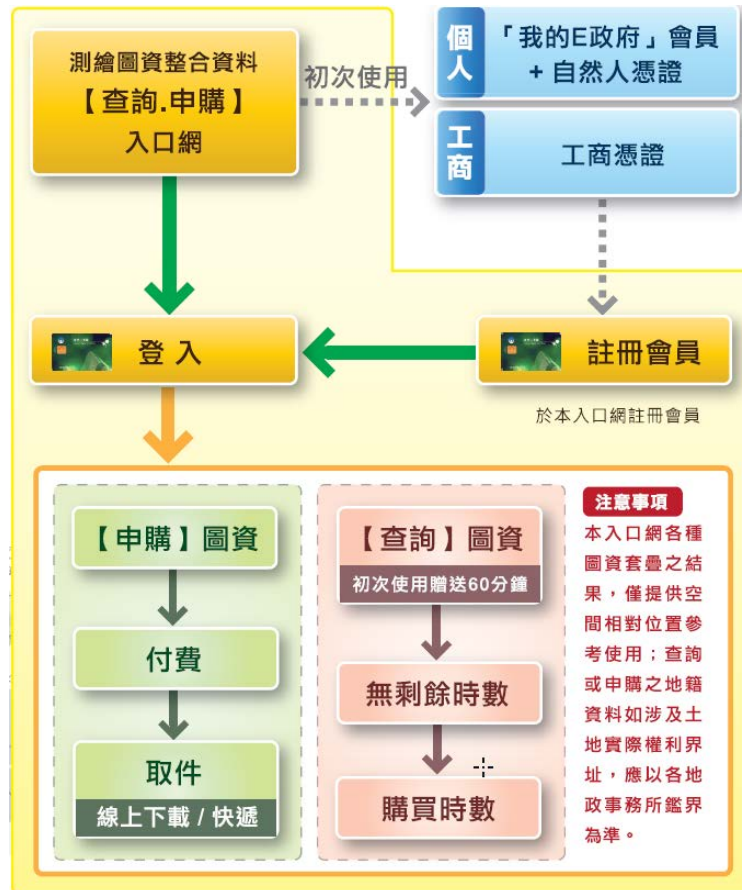 測繪圖資整合資料
【查詢.申購】
入口網
初次使用
個人
「我的E政府」會員
+ 自然人憑證
工商
工商憑證
登入
註冊會員
於本入口網註冊會員
【申購】圖資
付費
取件
線上下載 / 快遞
【查詢】圖資
初次使用贈送60分鐘
無剩餘時數
購買時數
注意事項
本入口網各種
圖資套疊之結
果，僅提供空
間相對位置參
考使用；查詢
或申購之地籍
資料如涉及土
地實際權利界
址，應以各地
政事務所鑑界
為準。